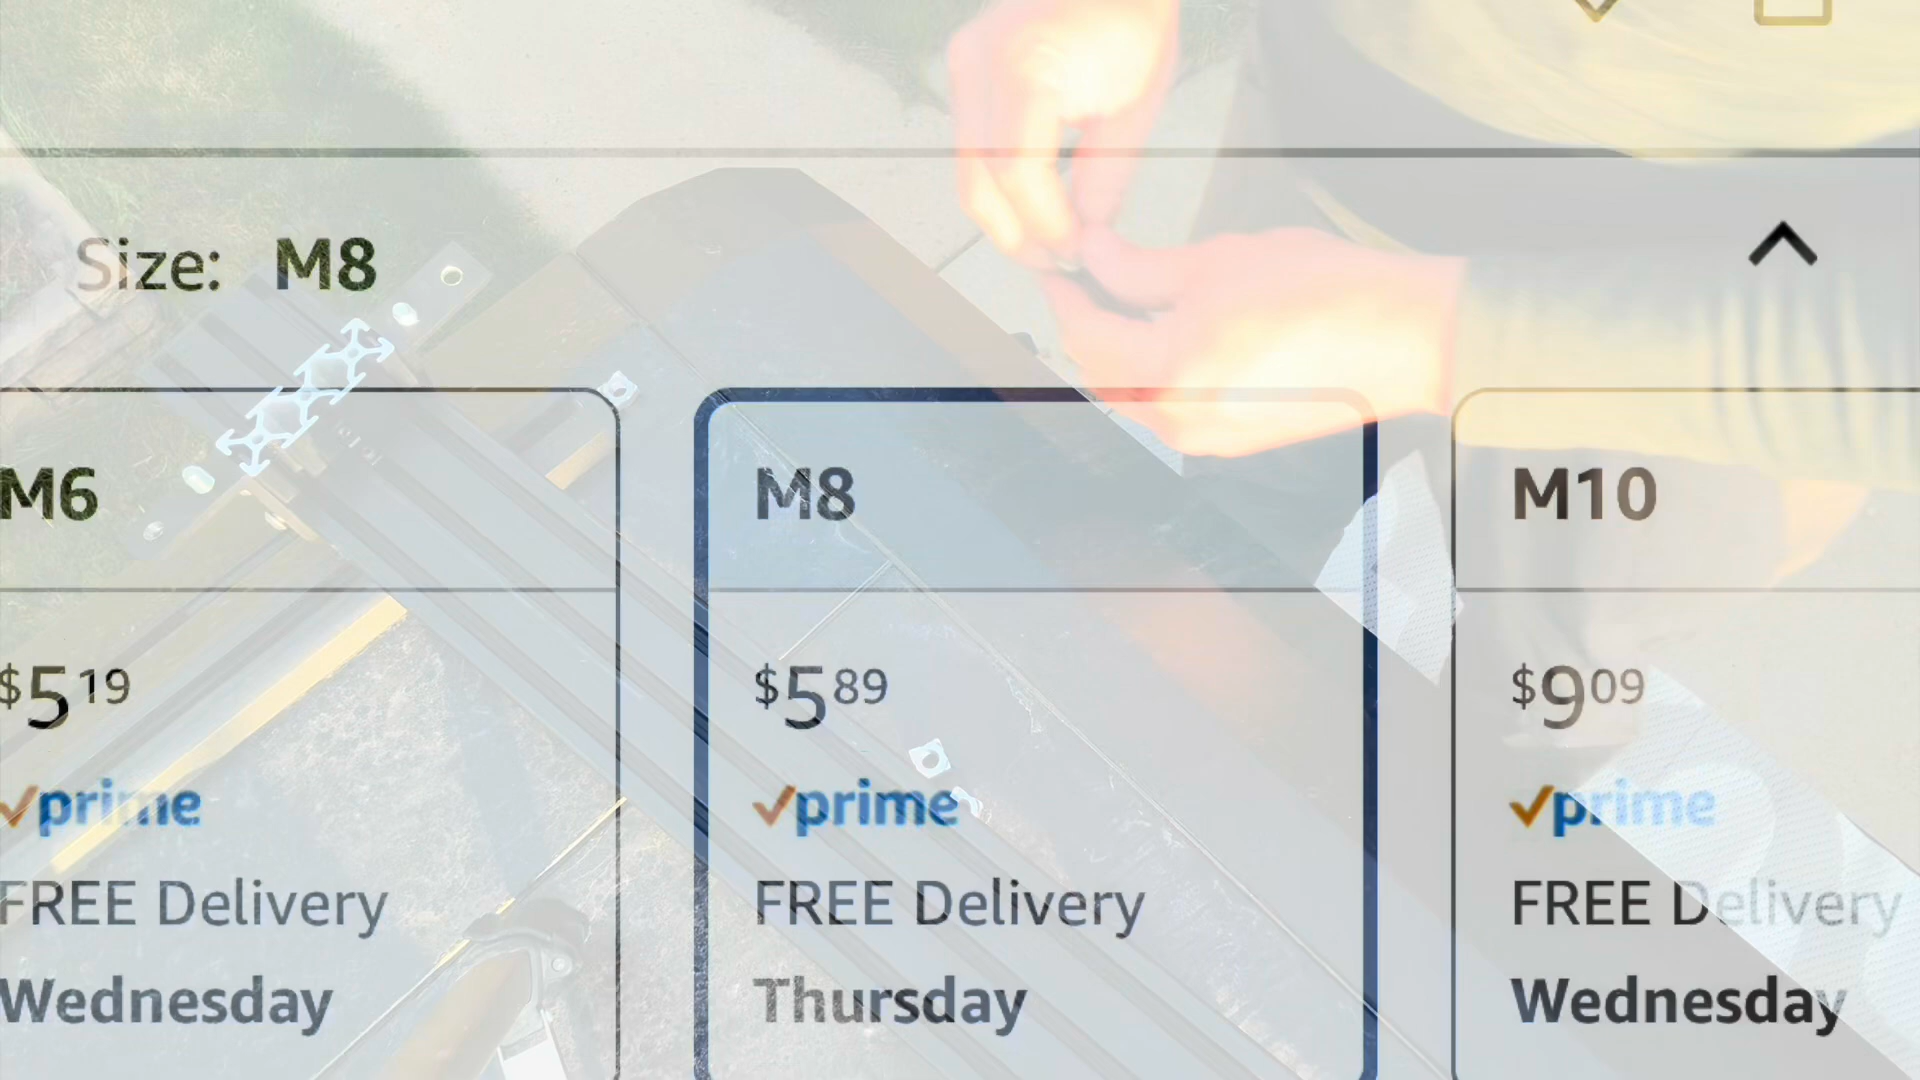 Size: M8
M6
$5 19
prime
FREE Delivery
Wednesday
M8
$5 89
prime
FREE Delivery
Thursday
M10
$9 09
prime
FREE Delivery
Wednesday